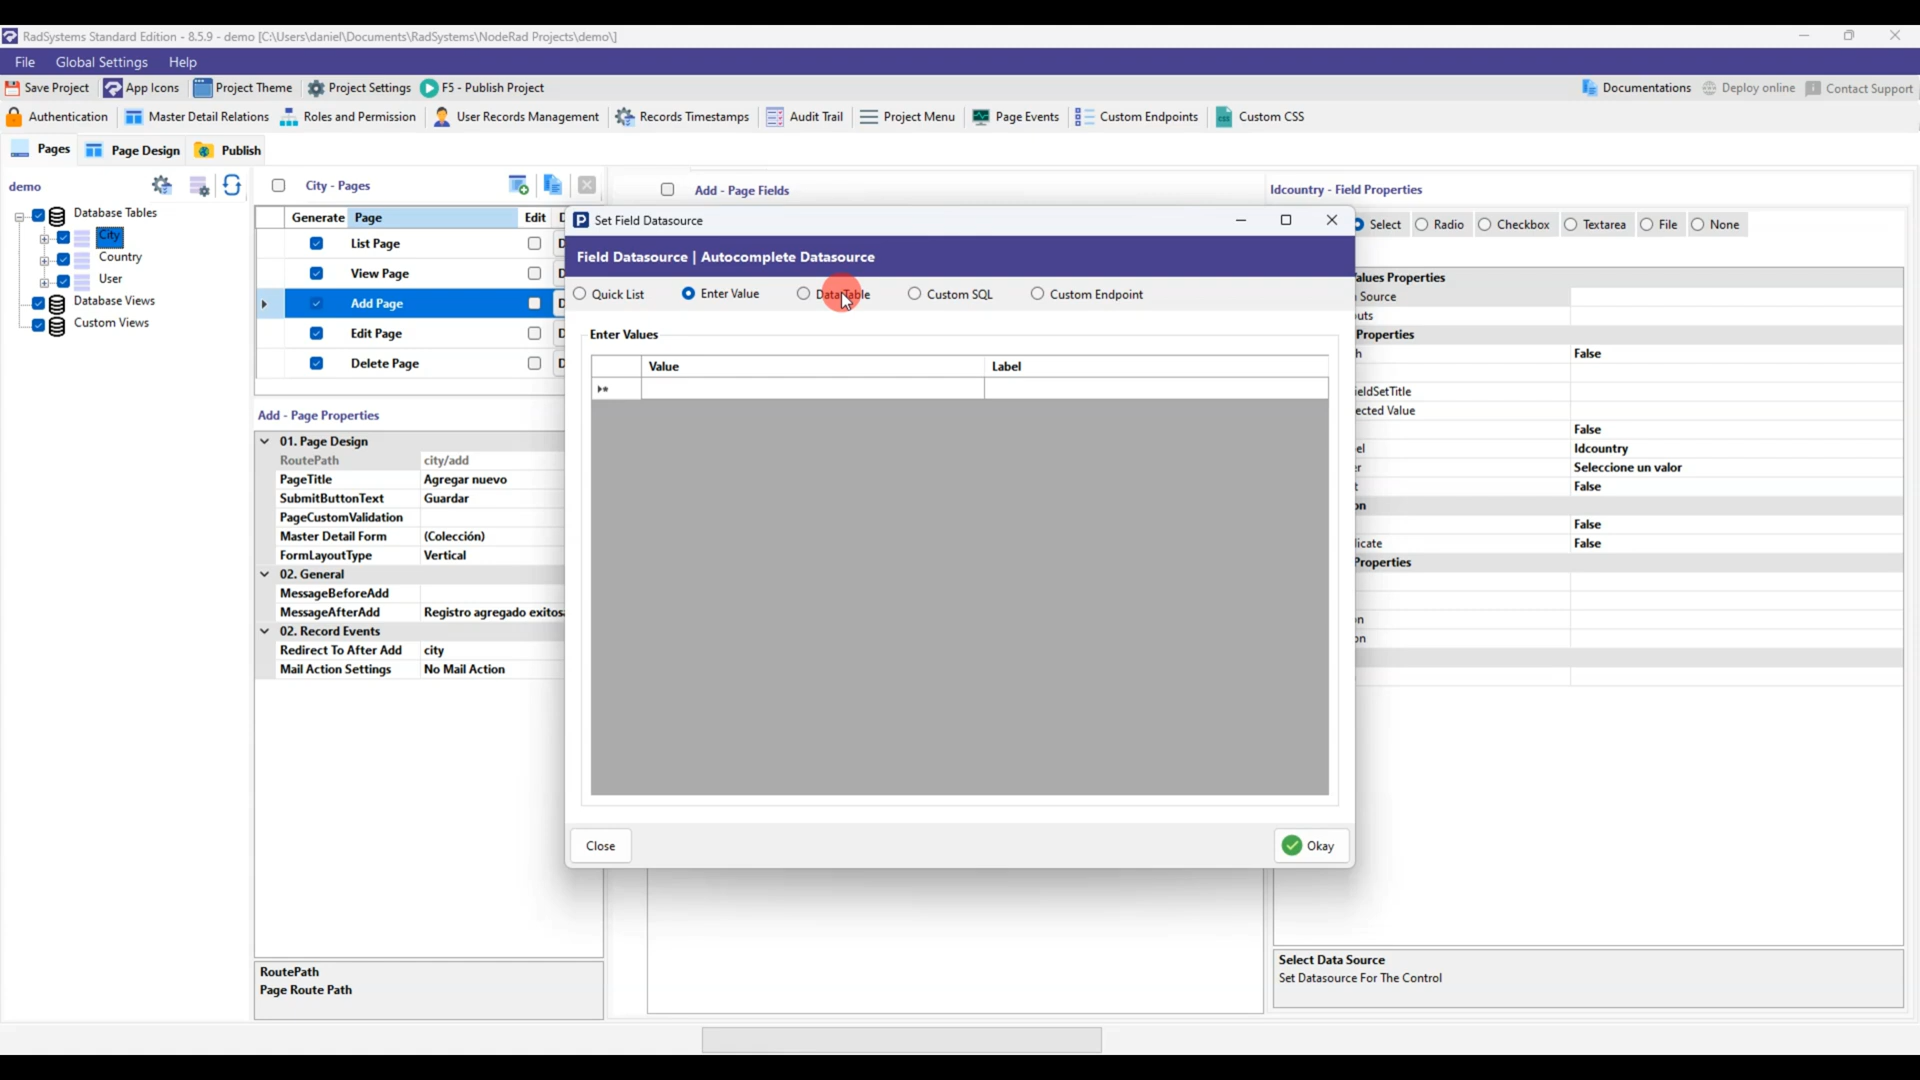 RadSystems Standard Edition - 8.5.9 - demo [C:\Users\daniel\Documents\RadSystems\NodeRad Projects\demo\]
File Global Settings Help
Save Project App Icons Project Theme Project Settings F5 - Publish Project Documentations Deploy online Contact Support
Authentication Master Detail Relations Roles and Permission User Records Management Records Timestamps Audit Trail Project Menu Page Events Custom Endpoints Custom CSS
Pages Page Design Publish
demo
Database Tables
City
Country
User
Database Views
Custom Views
City - Pages
Generate Page Edit
List Page
View Page
Add Page
Edit Page
Delete Page
Add - Page Properties
01. Page Design
RoutePath city/add
PageTitle Agregar nuevo
SubmitButtonText Guardar
PageCustomValidation
Master Detail Form (Colección)
FormLayoutType Vertical
02. General
MessageBeforeAdd
MessageAfterAdd Registro agregado exitos
02. Record Events
Redirect To After Add city
Mail Action Settings No Mail Action
RoutePath
Page Route Path
Add - Page Fields
Set Field Datasource
Field Datasource | Autocomplete Datasource
Quick List Enter Value DataTable Custom SQL Custom Endpoint
Enter Values
Value Label
Close Okay
Idcountry - Field Properties
Select Radio Checkbox Textarea File None
alues Properties
Source
uts
Properties
h False
eldSetTitle
ected Value
False
el Idcountry
er Seleccione un valor
t False
on
False
icate False
Properties
on
on
Select Data Source
Set Datasource For The Control